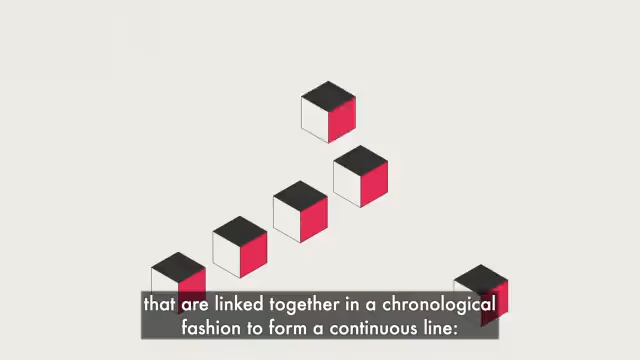 that are linked together in a chronological
fashion to form a continuous line: